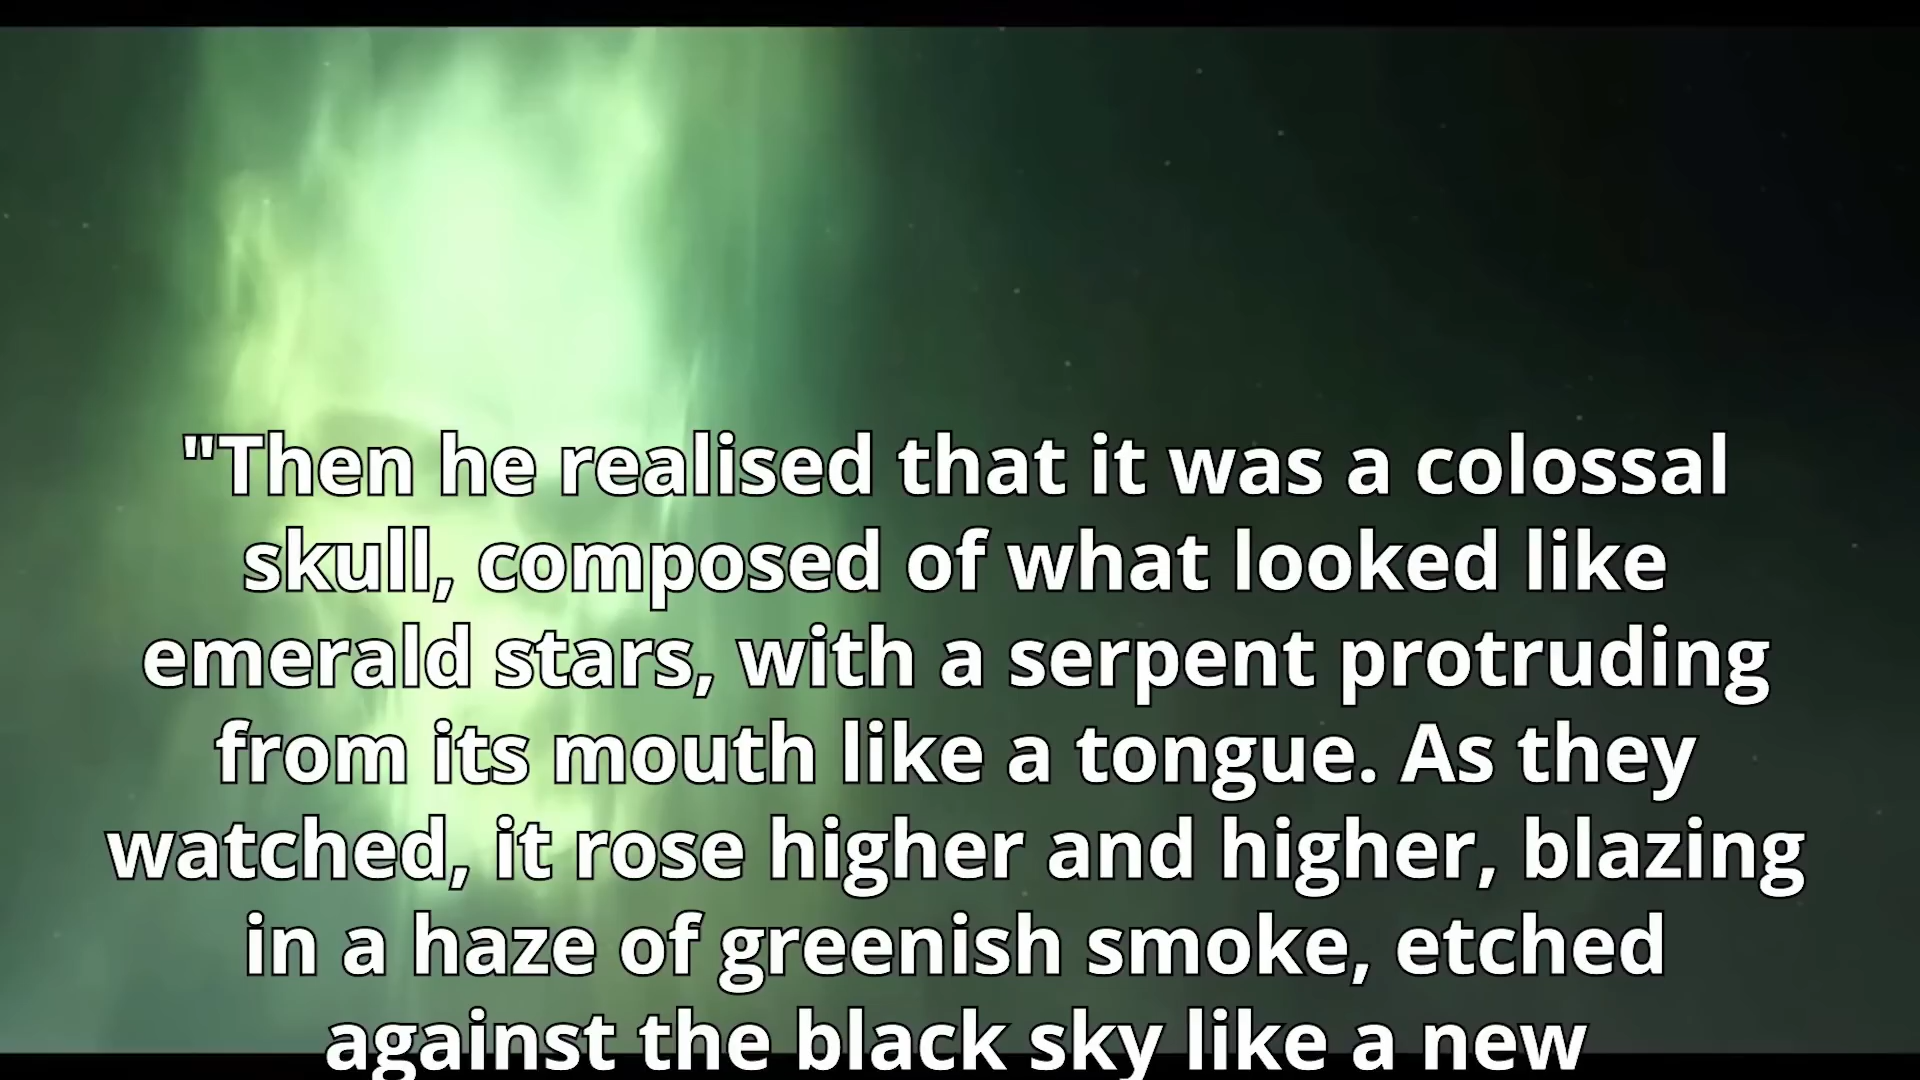 "Then he realised that it was a colossal
skull, composed of what looked like
emerald stars, with a serpent protruding
from its mouth like a tongue. As they
watched, it rose higher and higher, blazing
in a haze of greenish smoke, etched
against the black sky like a new